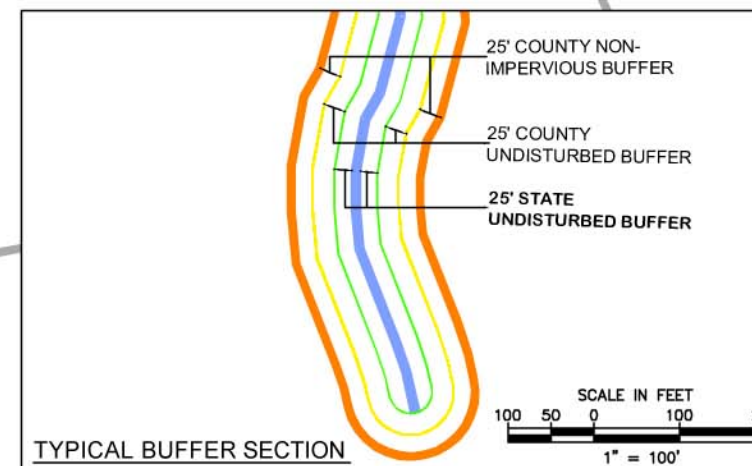 25' COUNTY NON-
IMPERVIOUS BUFFER
25' COUNTY
UNDISTURBED BUFFER
25' STATE
UNDISTURBED BUFFER
SCALE IN FEET
100 50 0 100
1" = 100'
TYPICAL BUFFER SECTION